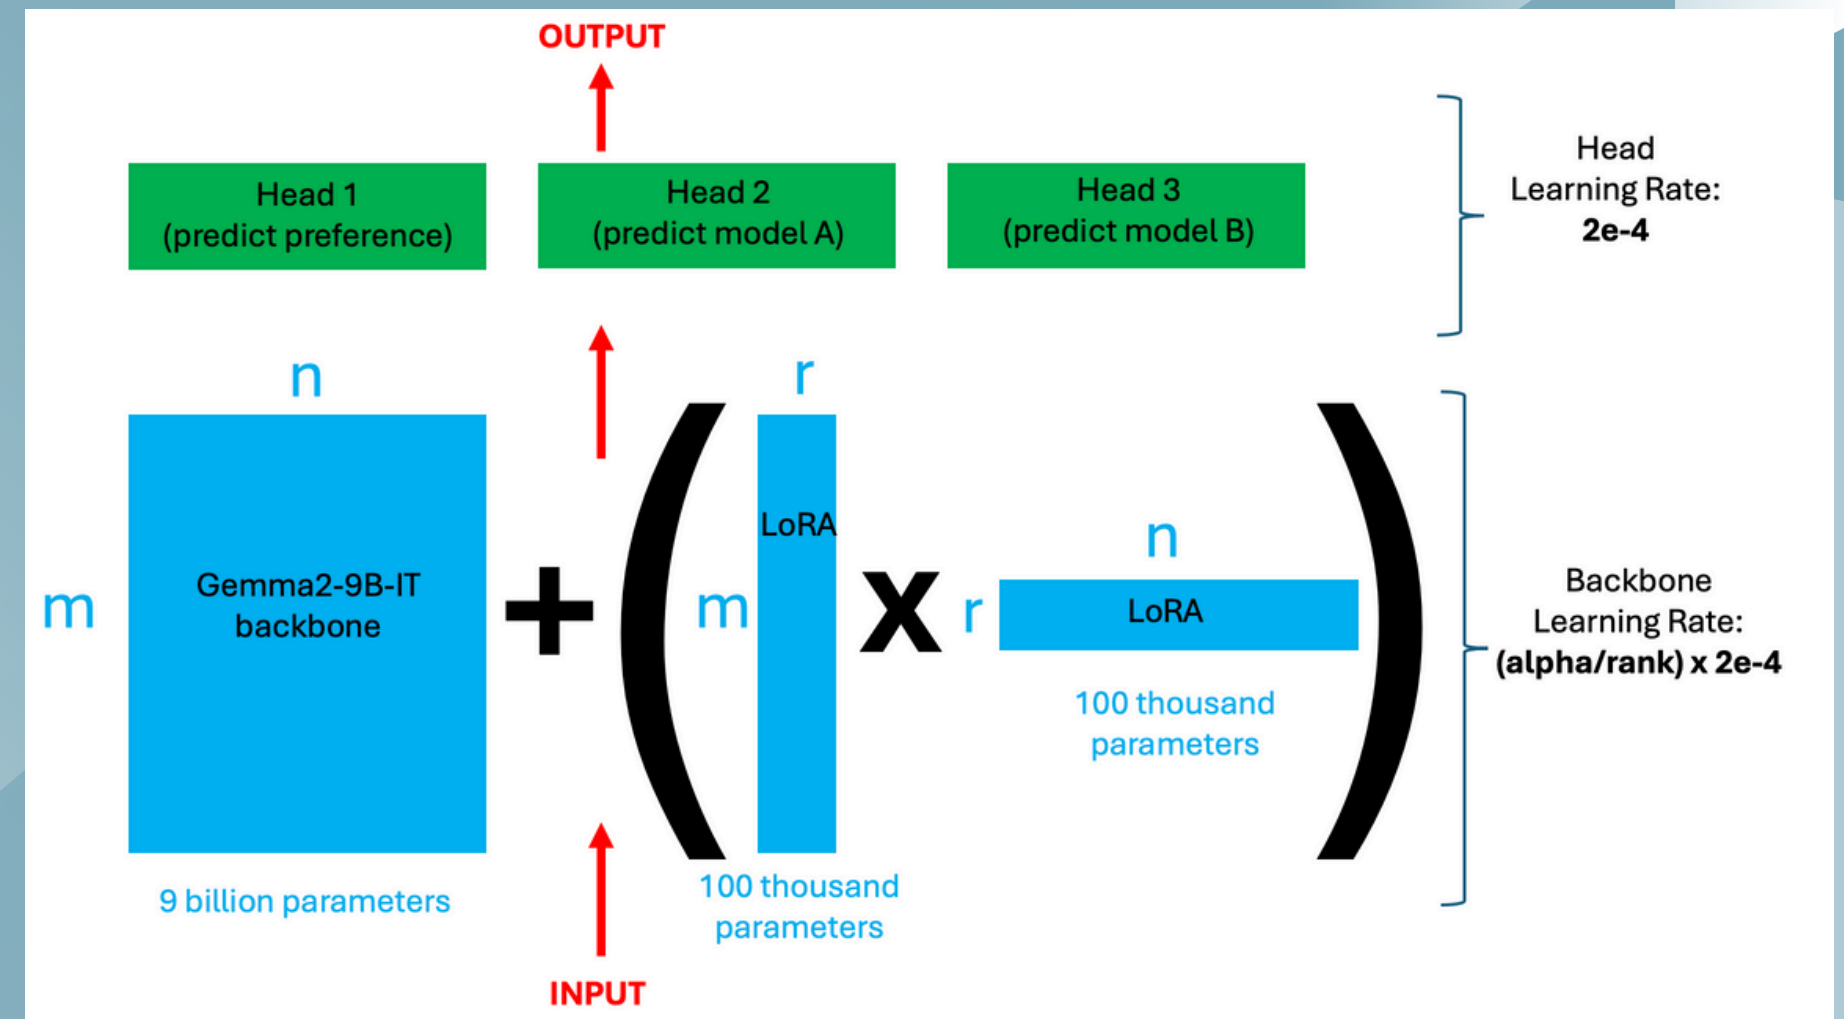 OUTPUT
Head 1
(predict preference)
Head 2
(predict model A)
Head 3
(predict model B)
Head
Learning Rate:
2e-4
n
m
Gemma2-9B-IT
backbone
9 billion parameters
+
(
r
m
LoRA
100 thousand
parameters
x
n
r
LoRA
100 thousand
parameters
)
Backbone
Learning Rate:
(alpha/rank) x 2e-4
INPUT